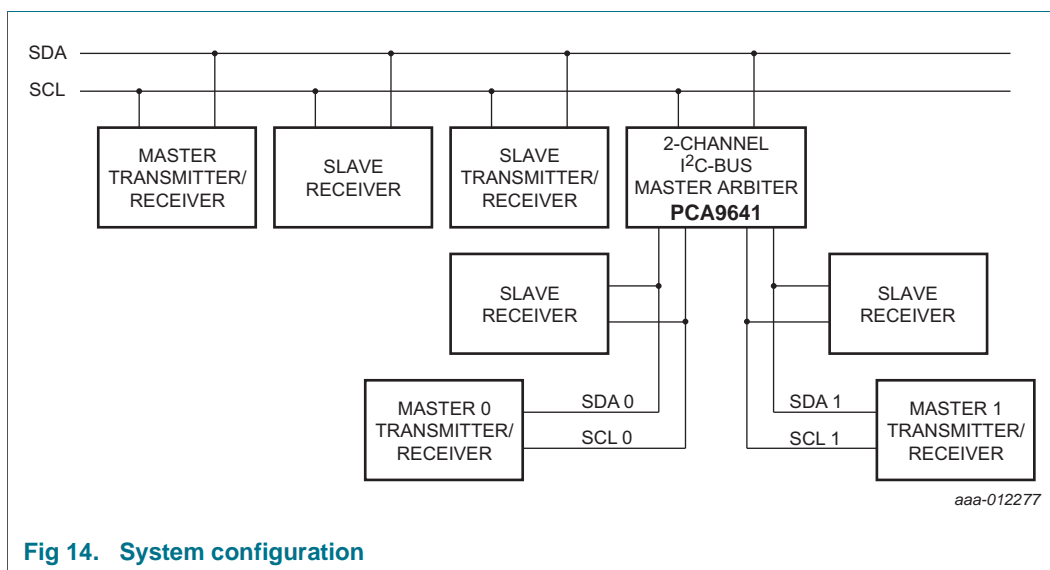 SDA
SCL
MASTER
TRANSMITTER/
RECEIVER
SLAVE
RECEIVER
SLAVE
TRANSMITTER/
RECEIVER
2-CHANNEL
I²C-BUS
MASTER ARBITER
PCA9641
SLAVE
RECEIVER
SLAVE
RECEIVER
MASTER 0
TRANSMITTER/
RECEIVER
SDA 0
SCL 0
SDA 1
SCL 1
MASTER 1
TRANSMITTER/
RECEIVER
aaa-012277
Fig 14. System configuration